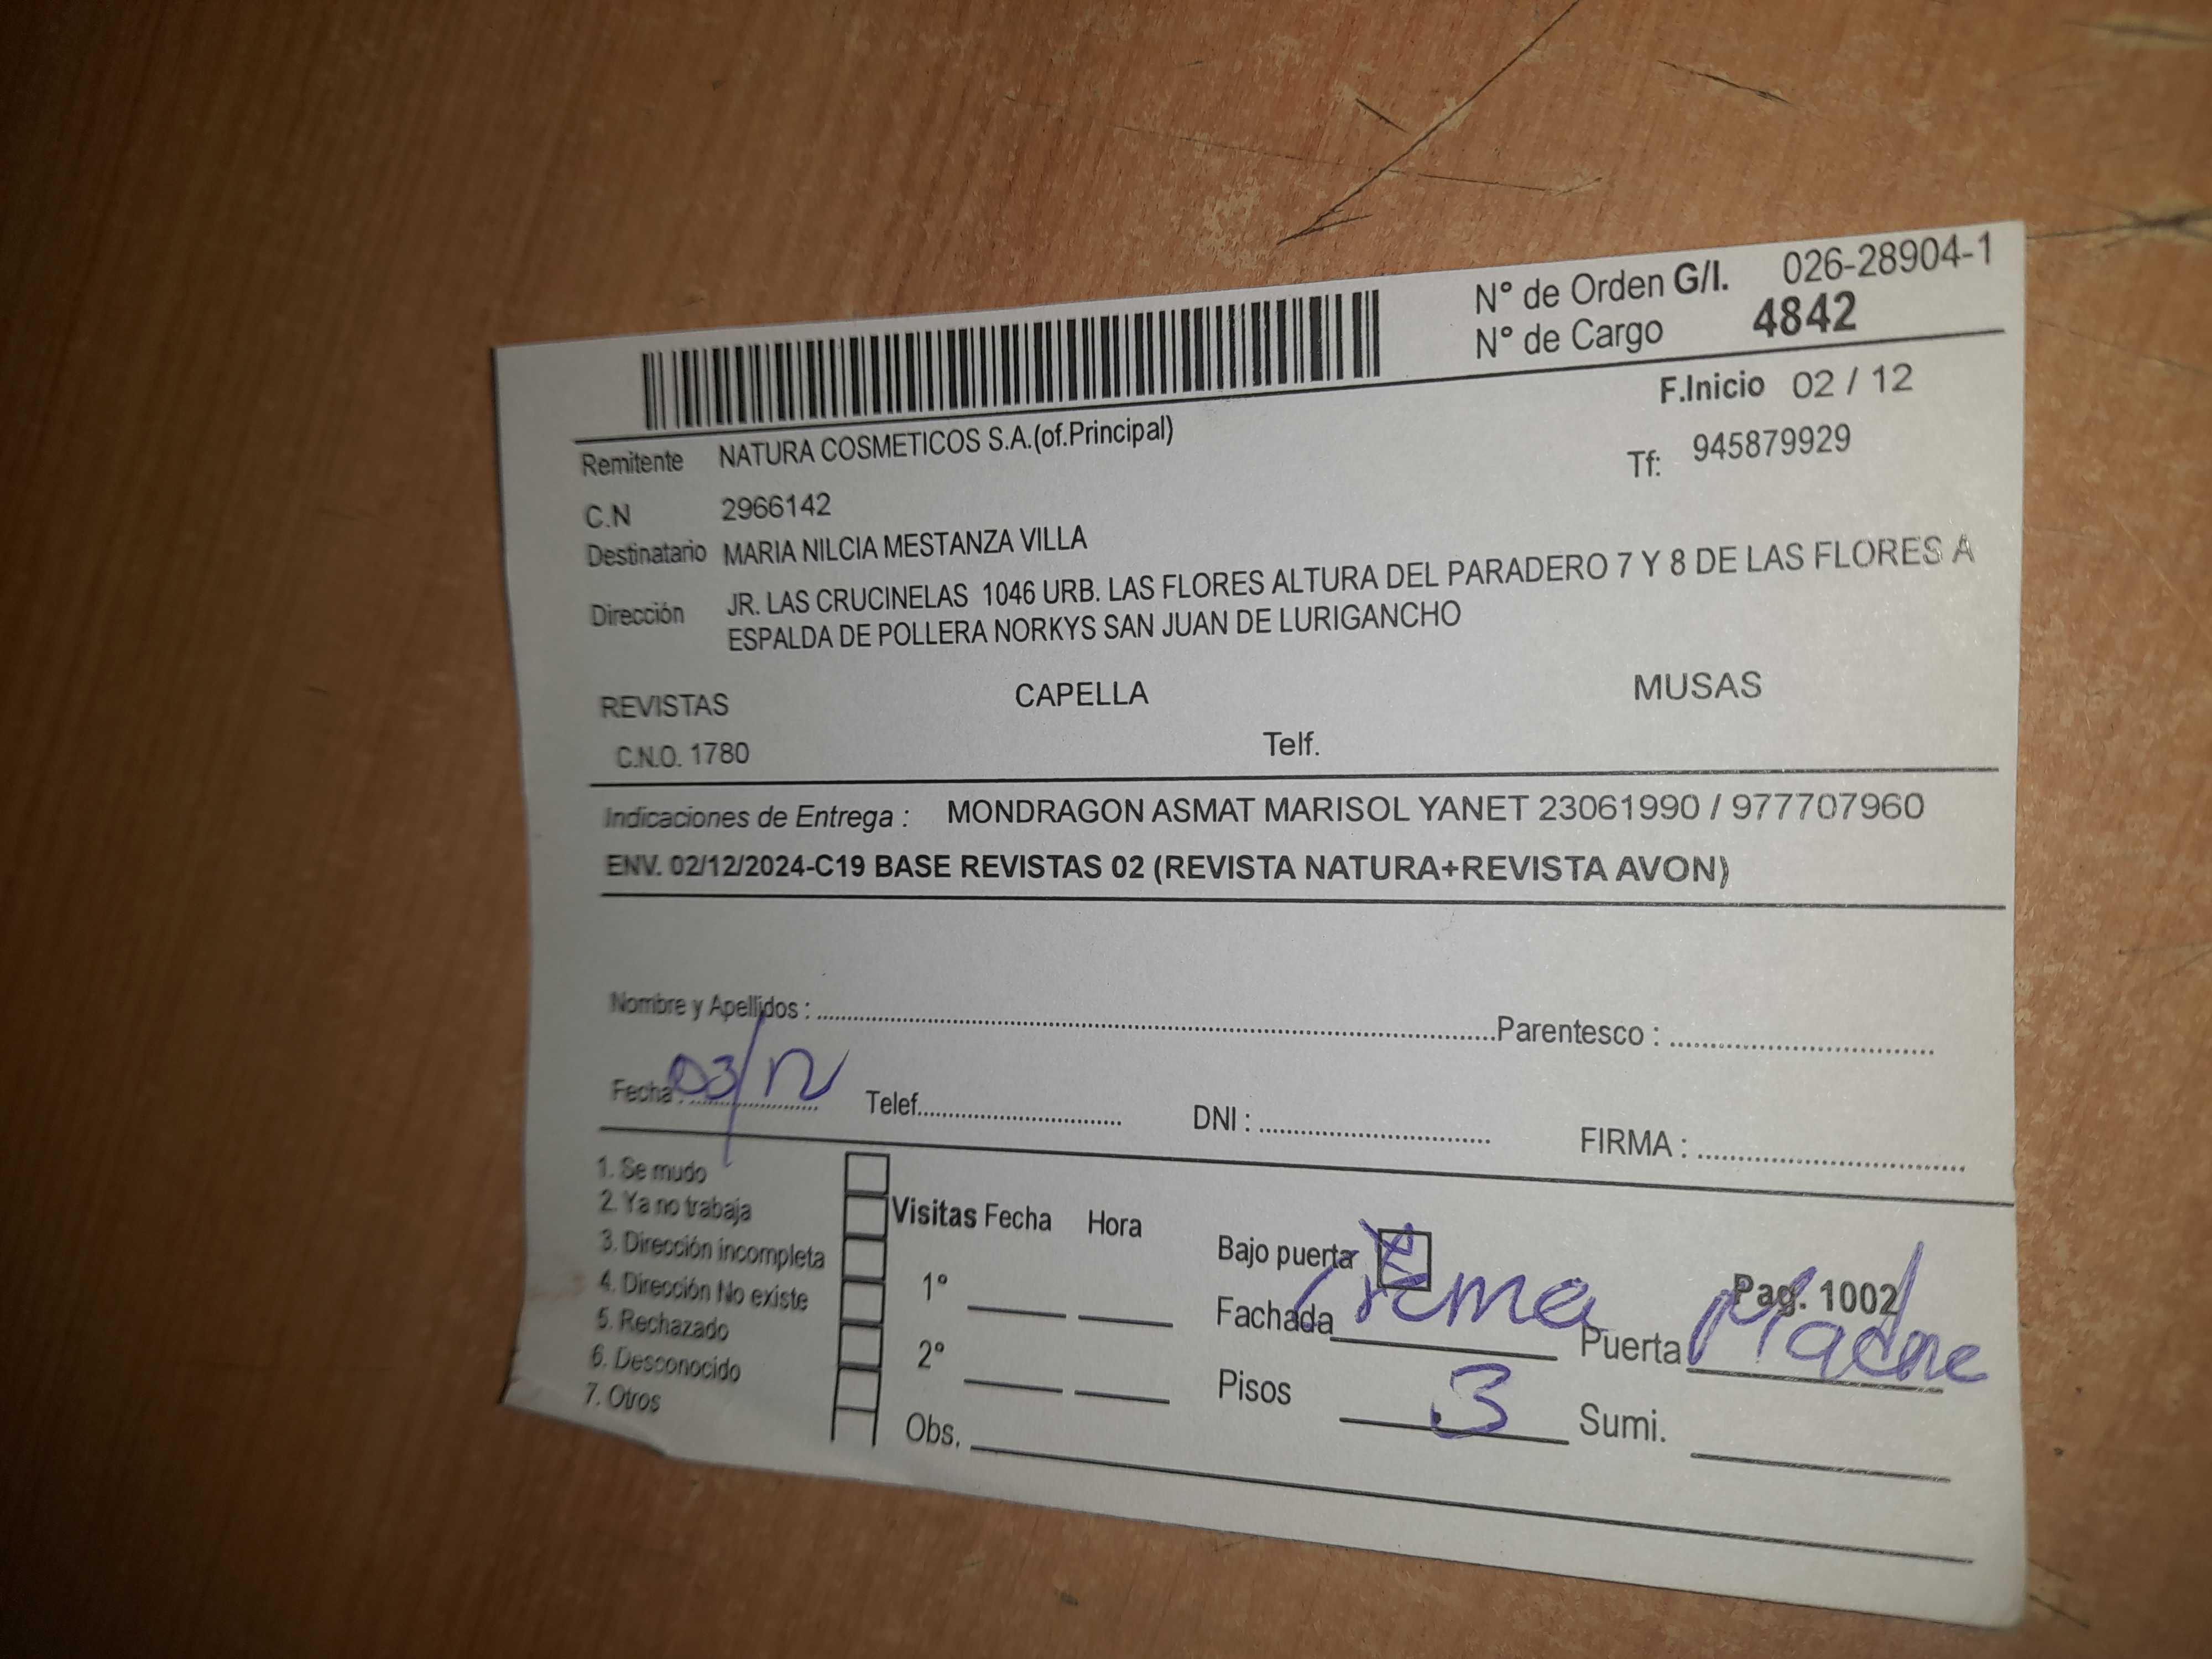 N° de Orden G/I. 026-28904-1
N° de Cargo 4842
F.Inicio 02 / 12
Remitente NATURA COSMETICOS S.A.(of.Principal)
Tf: 945879929
C.N 2966142
Destinatario MARIA NILCIA MESTANZA VILLA
Dirección JR. LAS CRUCINELAS 1046 URB. LAS FLORES ALTURA DEL PARADERO 7 Y 8 DE LAS FLORES A
ESPALDA DE POLLERA NORKYS SAN JUAN DE LURIGANCHO
REVISTAS CAPELLA MUSAS
C.N.O. 1780 Telf.
Indicaciones de Entrega : MONDRAGON ASMAT MARISOL YANET 23061990 / 977707960
ENV. 02/12/2024-C19 BASE REVISTAS 02 (REVISTA NATURA+REVISTA AVON)
Nombre y Apellidos : Parentesco :
Fecha : 03/12 Telef. DNI : FIRMA :
1. Se mudo
2. Ya no trabaja
3. Dirección incompleta
4. Dirección No existe
5. Rechazado
6. Desconocido
7. Otros
Visitas Fecha Hora
1°
2°
Obs.
Bajo puerta X
Pag. 1002
Fachada Crema Puerta Madre
Pisos 3 Sumi.